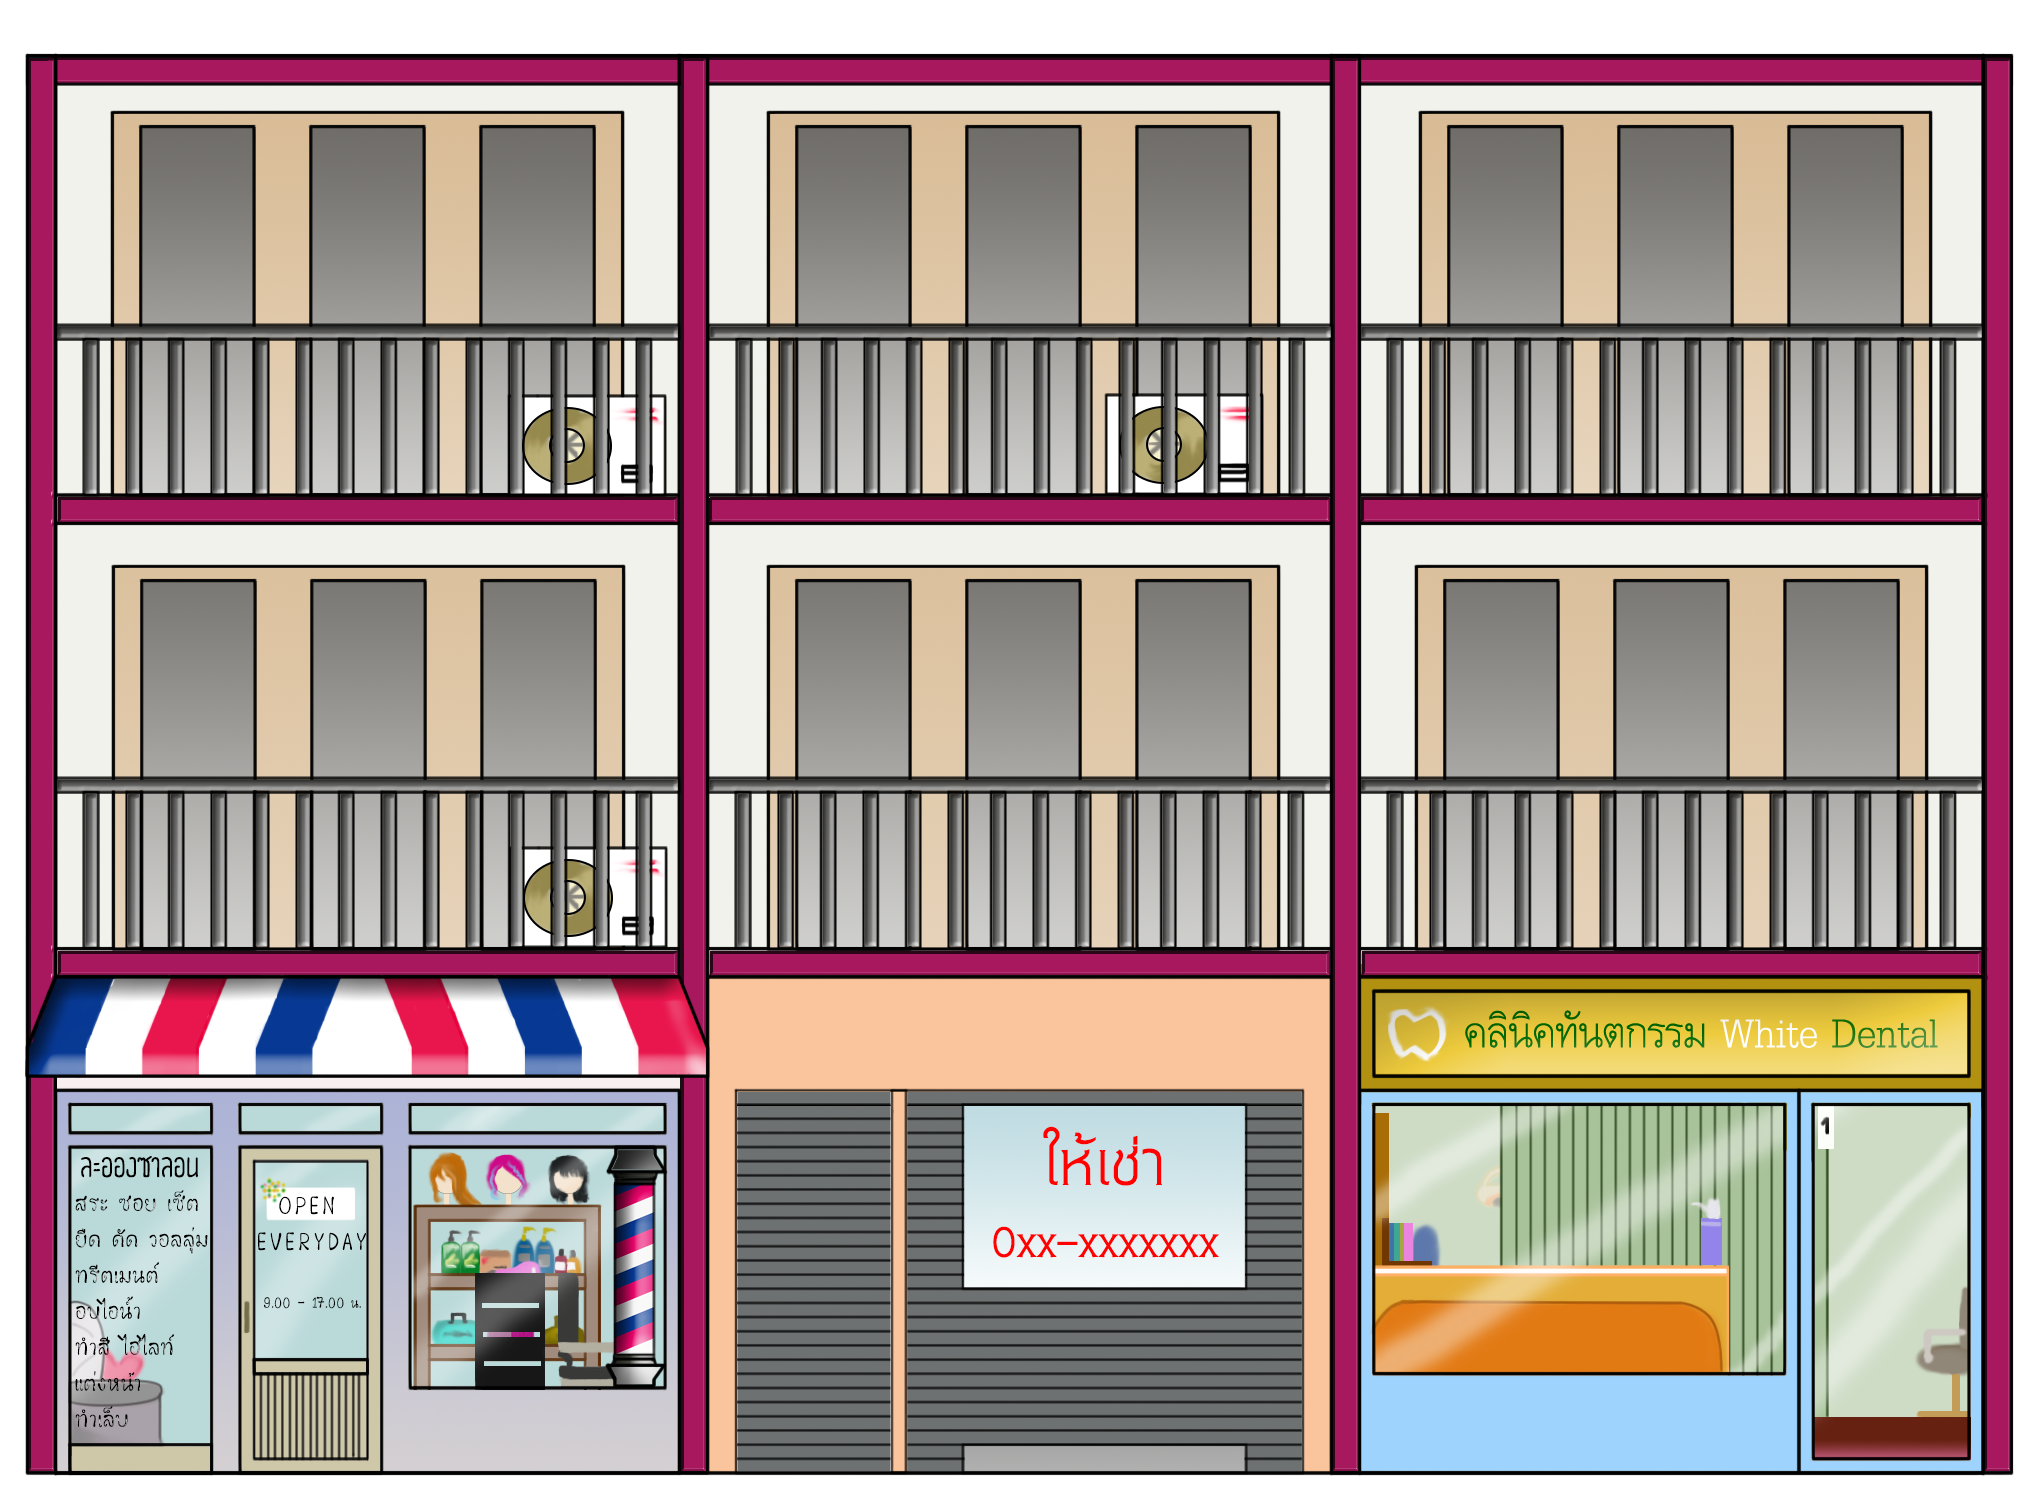 ละอองซาลอน
สระ ซอย เซ็ต
ยืด ดัด วอลลุ่ม
ทรีตเมนต์
อบไอน้ำ
ทำสี ไฮไลท์
แต่งหน้า
ทำเล็บ
OPEN
EVERYDAY
9.00 - 17.00 น.
ให้เช่า
0xx-xxxxxxx
คลินิคทันตกรรม White Dental
1